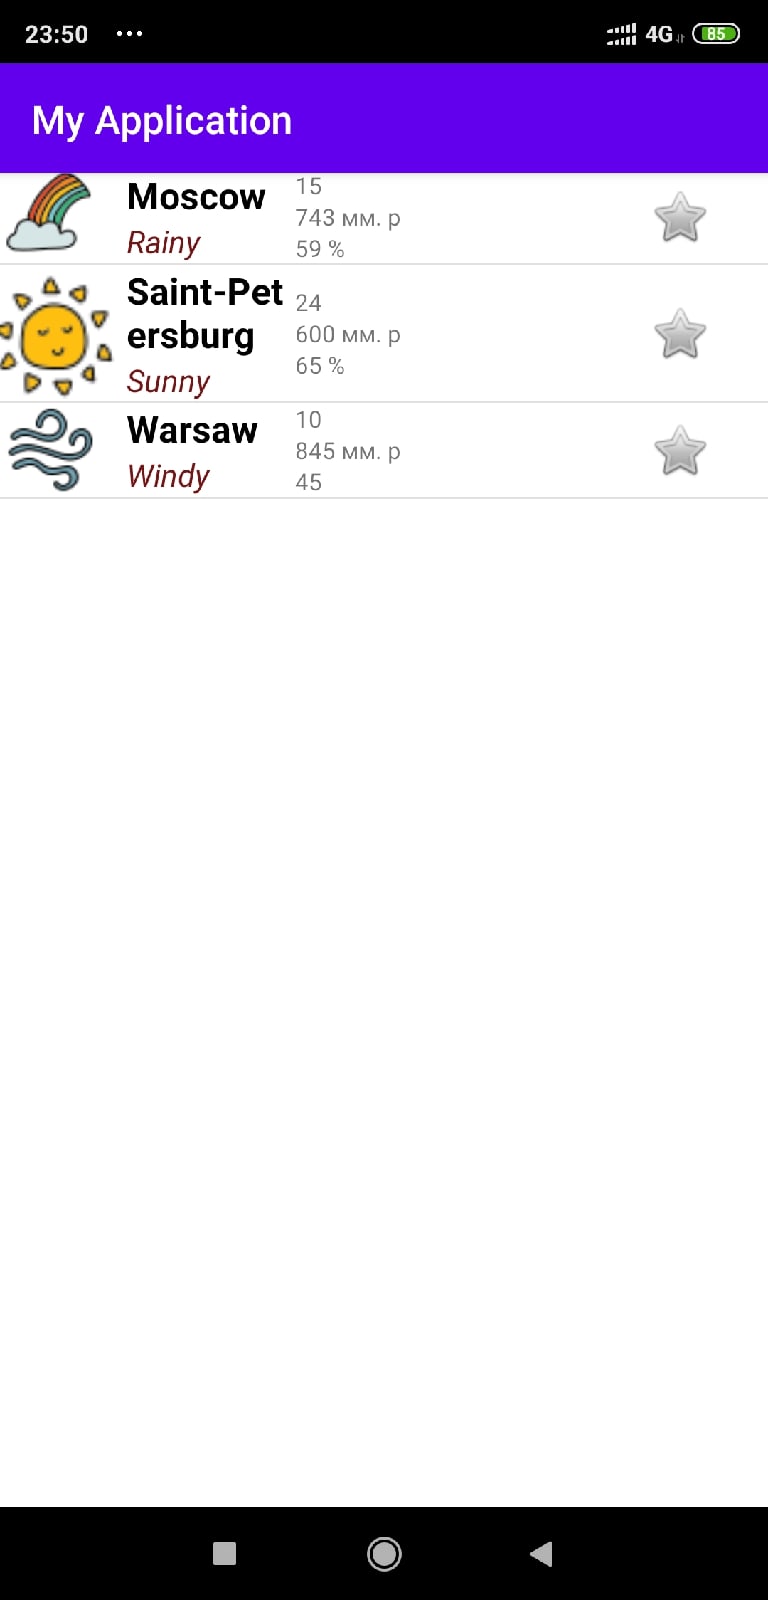 23:50 ... 4G 85
My Application
Moscow
Rainy
15
743 мм. р
59 %
Saint-Pet
ersburg
Sunny
24
600 мм. р
65 %
Warsaw
Windy
10
845 мм. р
45